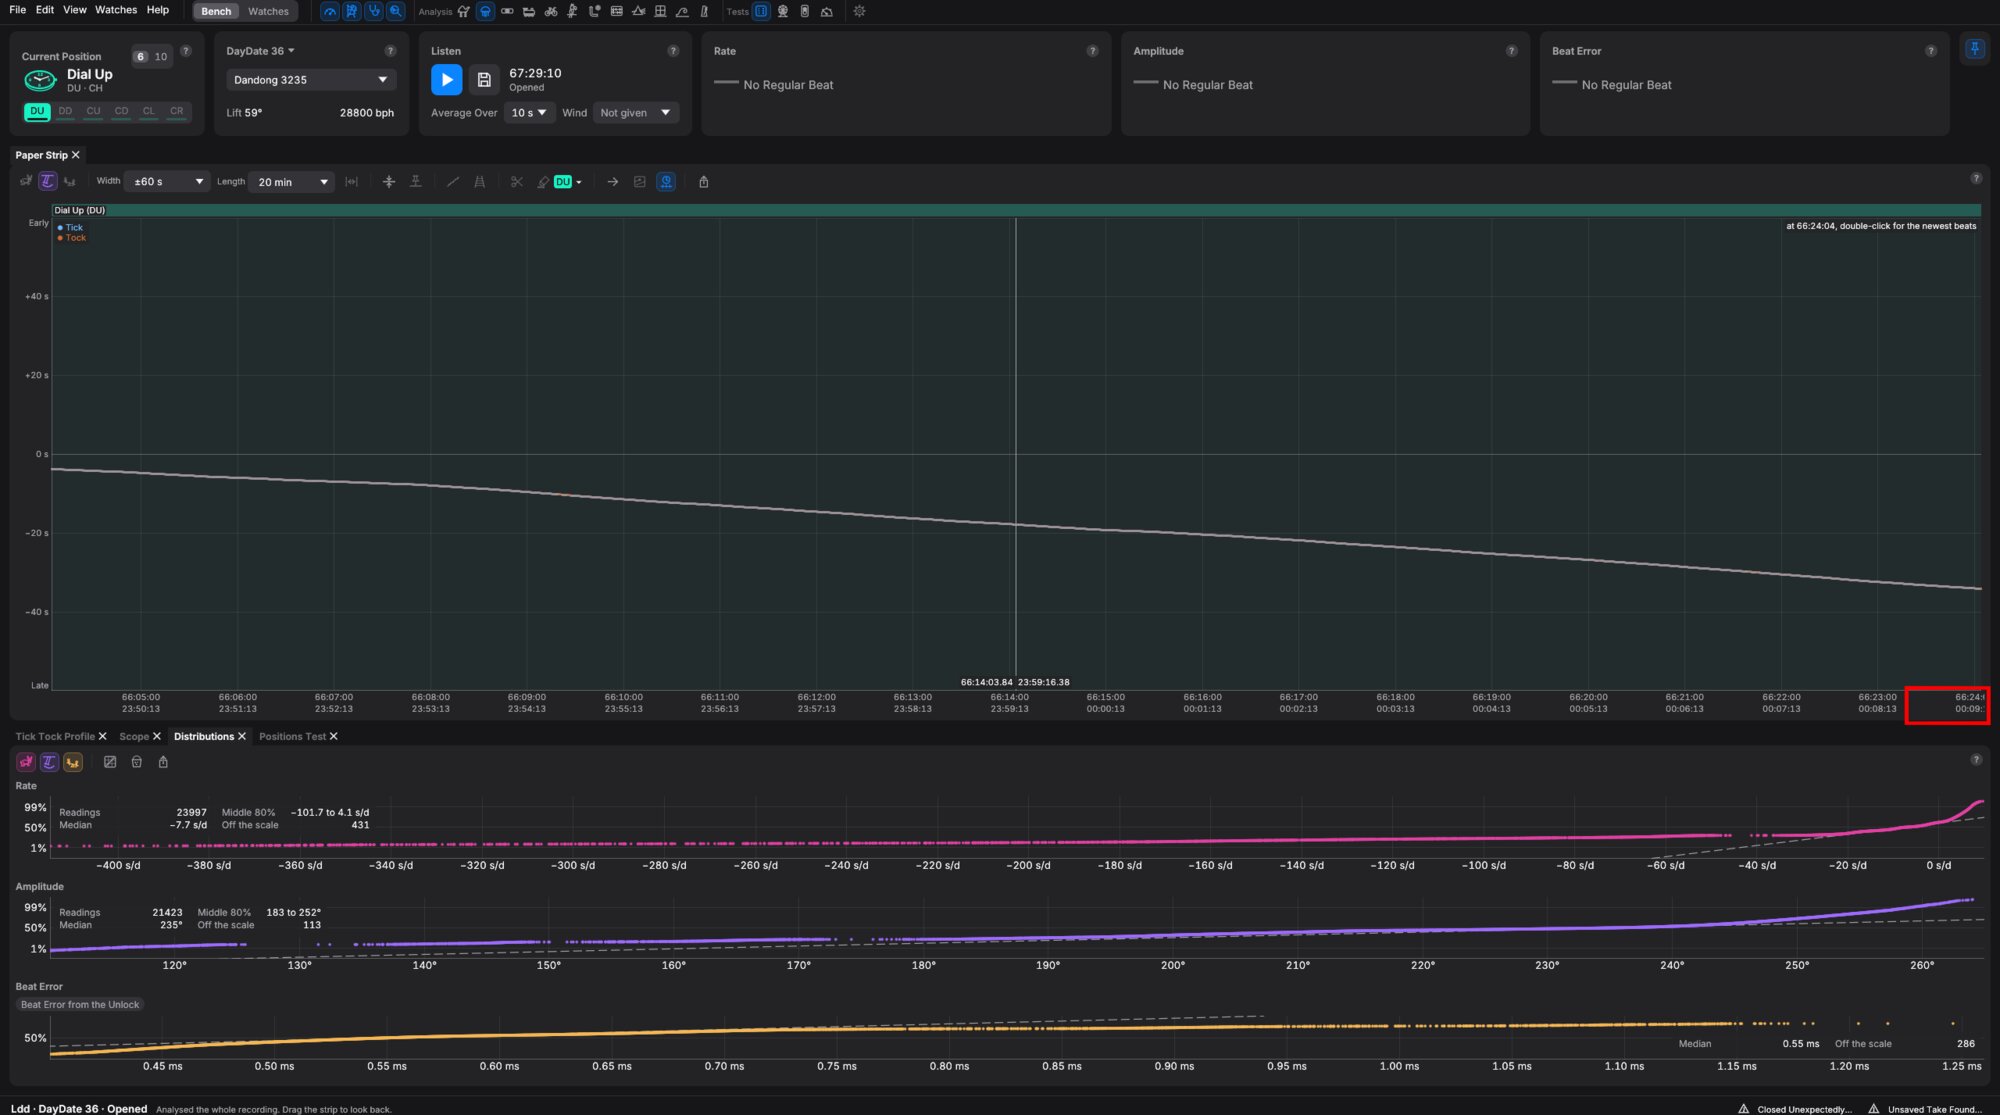 File Edit View Watches Help Bench Watches Analysis Tests
Current Position 6 10 ?
Dial Up
DU · CH
DU DD CU CD CL CR
DayDate 36 ?
Dandong 3235
Lift 59° 28800 bph
Listen ?
67:29:10
Opened
Average Over 10 s Wind Not given
Rate ?
No Regular Beat
Amplitude ?
No Regular Beat
Beat Error ?
No Regular Beat
Paper Strip
Width ±60 s Length 20 min DU ?
Dial Up (DU)
Early
Tick
Tock
at 66:24:04, double-click for the newest beats
+40 s
+20 s
0 s
−20 s
−40 s
Late
66:14:03.84 23:59:16.38
66:05:00 66:06:00 66:07:00 66:08:00 66:09:00 66:10:00 66:11:00 66:12:00 66:13:00 66:14:00 66:15:00 66:16:00 66:17:00 66:18:00 66:19:00 66:20:00 66:21:00 66:22:00 66:23:00 66:24:
23:50:13 23:51:13 23:52:13 23:53:13 23:54:13 23:55:13 23:56:13 23:57:13 23:58:13 23:59:13 00:00:13 00:01:13 00:02:13 00:03:13 00:04:13 00:05:13 00:06:13 00:07:13 00:08:13 00:09:
Tick Tock Profile Scope Distributions Positions Test
?
Rate
99%
50%
1%
Readings 23997 Middle 80% −101.7 to 4.1 s/d
Median −7.7 s/d Off the scale 431
−400 s/d −380 s/d −360 s/d −340 s/d −320 s/d −300 s/d −280 s/d −260 s/d −240 s/d −220 s/d −200 s/d −180 s/d −160 s/d −140 s/d −120 s/d −100 s/d −80 s/d −60 s/d −40 s/d −20 s/d 0 s/d
Amplitude
99%
50%
1%
Readings 21423 Middle 80% 183 to 252°
Median 235° Off the scale 113
120° 130° 140° 150° 160° 170° 180° 190° 200° 210° 220° 230° 240° 250° 260°
Beat Error
Beat Error from the Unlock
50%
Median 0.55 ms Off the scale 286
0.45 ms 0.50 ms 0.55 ms 0.60 ms 0.65 ms 0.70 ms 0.75 ms 0.80 ms 0.85 ms 0.90 ms 0.95 ms 1.00 ms 1.05 ms 1.10 ms 1.15 ms 1.20 ms 1.25 ms
Ldd · DayDate 36 · Opened Analysed the whole recording. Drag the strip to look back. Closed Unexpectedly... Unsaved Take Found...